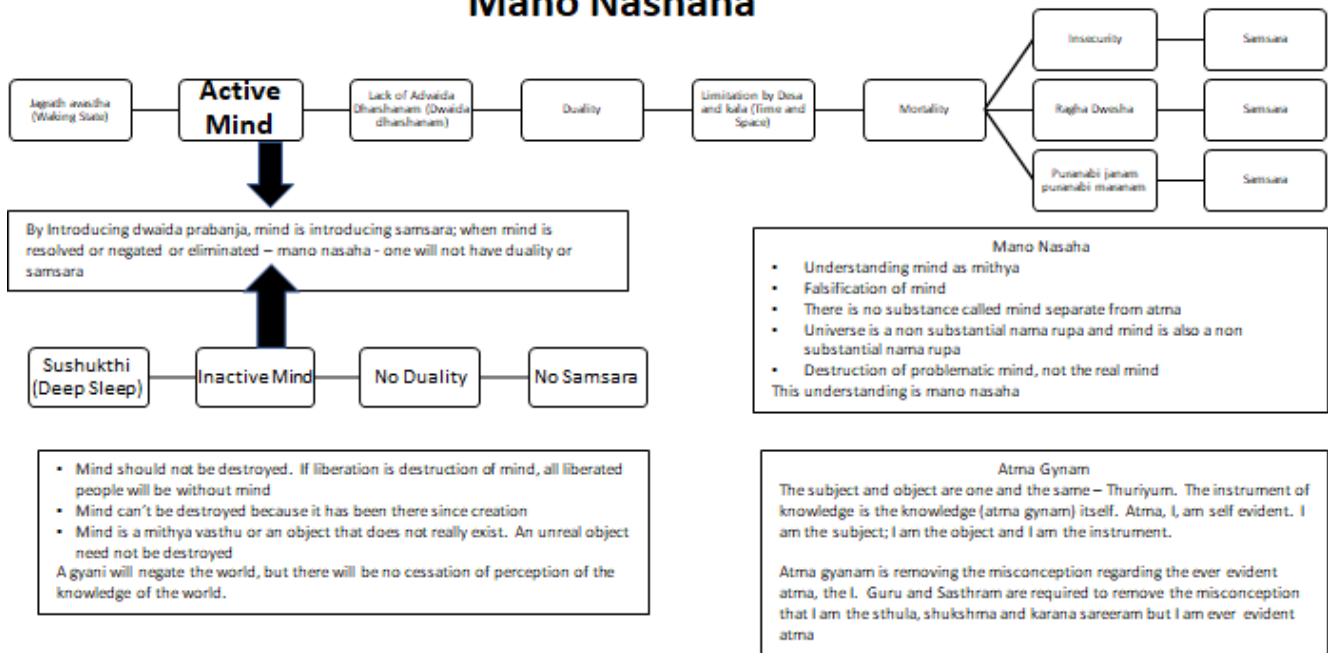 Mano Nashaha
Insecurity
Samsara
Jagrath avastha
(Waking State)
Active
Mind
Lack of Advaida
Dharshanam (Dwaida
dharshanam)
Duality
Limitation by Desa
and kala (Time and
Space)
Mortality
Ragha Dwesha
Samsara
Puranabi janam
puranabi maranam
Samsara
By Introducing dwaida prabanja, mind is introducing samsara; when mind is
resolved or negated or eliminated – mano nasaha - one will not have duality or
samsara
Mano Nasaha
• Understanding mind as mithya
• Falsification of mind
• There is no substance called mind separate from atma
• Universe is a non substantial nama rupa and mind is also a non
substantial nama rupa
• Destruction of problematic mind, not the real mind
This understanding is mano nasaha
Sushukthi
(Deep Sleep)
Inactive Mind
No Duality
No Samsara
• Mind should not be destroyed. If liberation is destruction of mind, all liberated
people will be without mind
• Mind can't be destroyed because it has been there since creation
• Mind is a mithya vasthu or an object that does not really exist. An unreal object
need not be destroyed
A gyani will negate the world, but there will be no cessation of perception of the
knowledge of the world.
Atma Gynam
The subject and object are one and the same – Thuriyum. The instrument of
knowledge is the knowledge (atma gynam) itself. Atma, I, am self evident. I
am the subject; I am the object and I am the instrument.
Atma gyanam is removing the misconception regarding the ever evident
atma, the I. Guru and Sasthram are required to remove the misconception
that I am the sthula, shukshma and karana sareeram but I am ever evident
atma